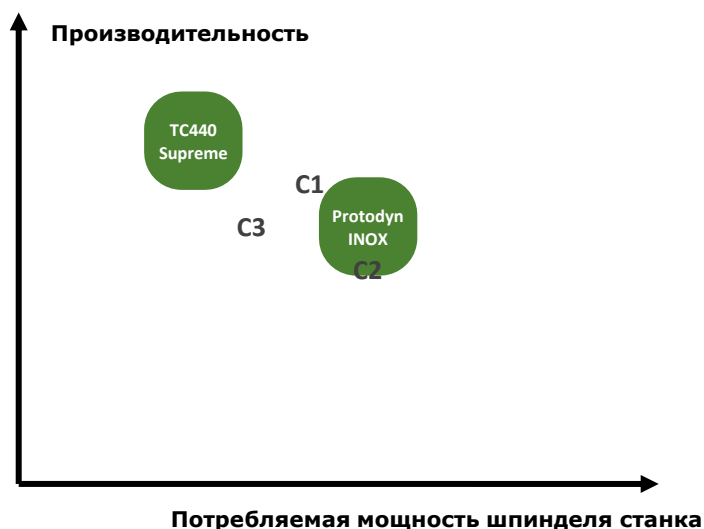 Производительность
TC440
Supreme
C1
Protodyn
INOX
C3
C2
Потребляемая мощность шпинделя станка